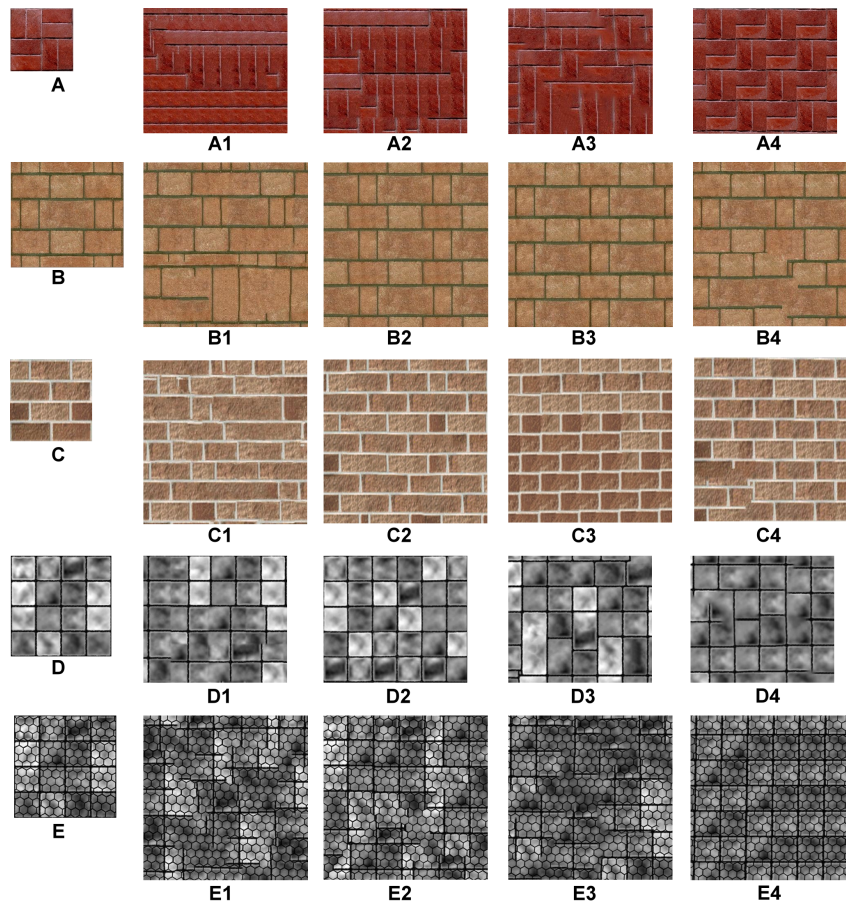 A A1 A2 A3 A4
B B1 B2 B3 B4
C C1 C2 C3 C4
D D1 D2 D3 D4
E E1 E2 E3 E4